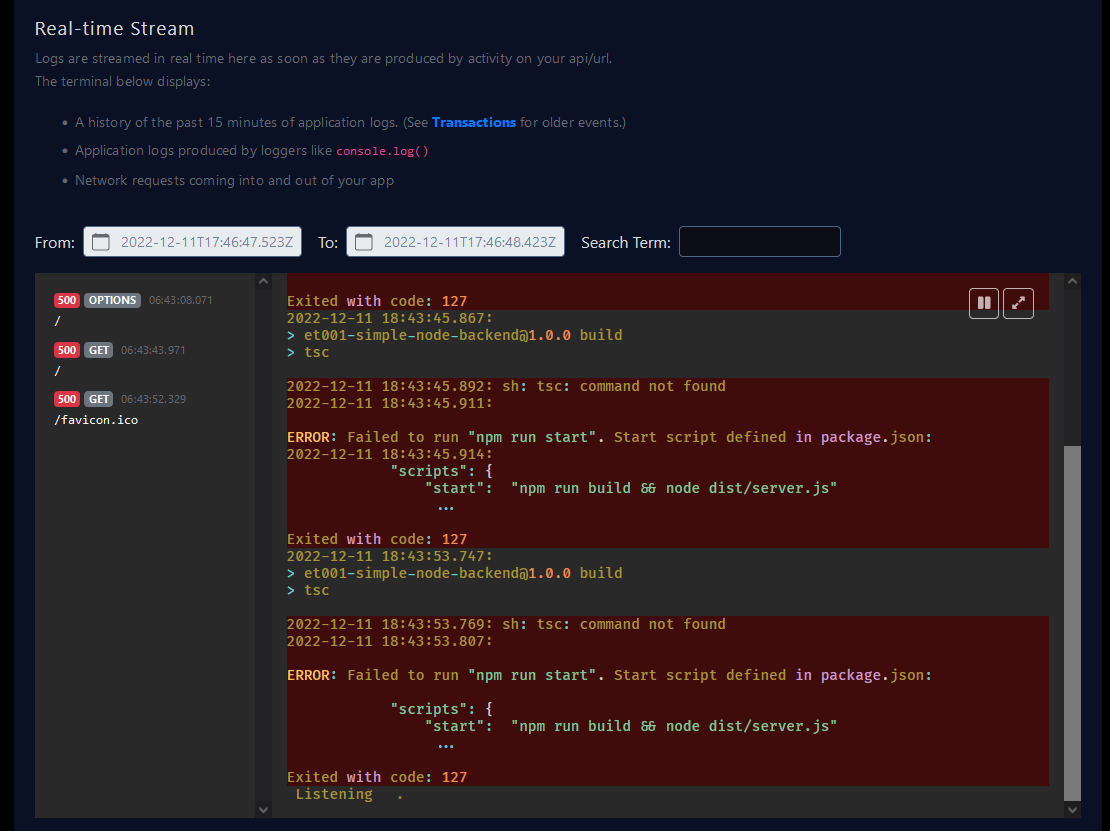 Real-time Stream
Logs are streamed in real time here as soon as they are produced by activity on your api/url.
The terminal below displays:
A history of the past 15 minutes of application logs. (See Transactions for older events.)
Application logs produced by loggers like console.log()
Network requests coming into and out of your app
From: 2022-12-11T17:46:47.523Z To: 2022-12-11T17:46:48.423Z Search Term:
500 OPTIONS 06:43:08.071
/
500 GET 06:43:43.971
/
500 GET 06:43:52.329
/favicon.ico
Exited with code: 127
2022-12-11 18:43:45.867:
> et001-simple-node-backend@1.0.0 build
> tsc
2022-12-11 18:43:45.892: sh: tsc: command not found
2022-12-11 18:43:45.911:
ERROR: Failed to run "npm run start". Start script defined in package.json:
2022-12-11 18:43:45.914:
"scripts": {
"start": "npm run build && node dist/server.js"
...
Exited with code: 127
2022-12-11 18:43:53.747:
> et001-simple-node-backend@1.0.0 build
> tsc
2022-12-11 18:43:53.769: sh: tsc: command not found
2022-12-11 18:43:53.807:
ERROR: Failed to run "npm run start". Start script defined in package.json:
"scripts": {
"start": "npm run build && node dist/server.js"
...
Exited with code: 127
Listening .